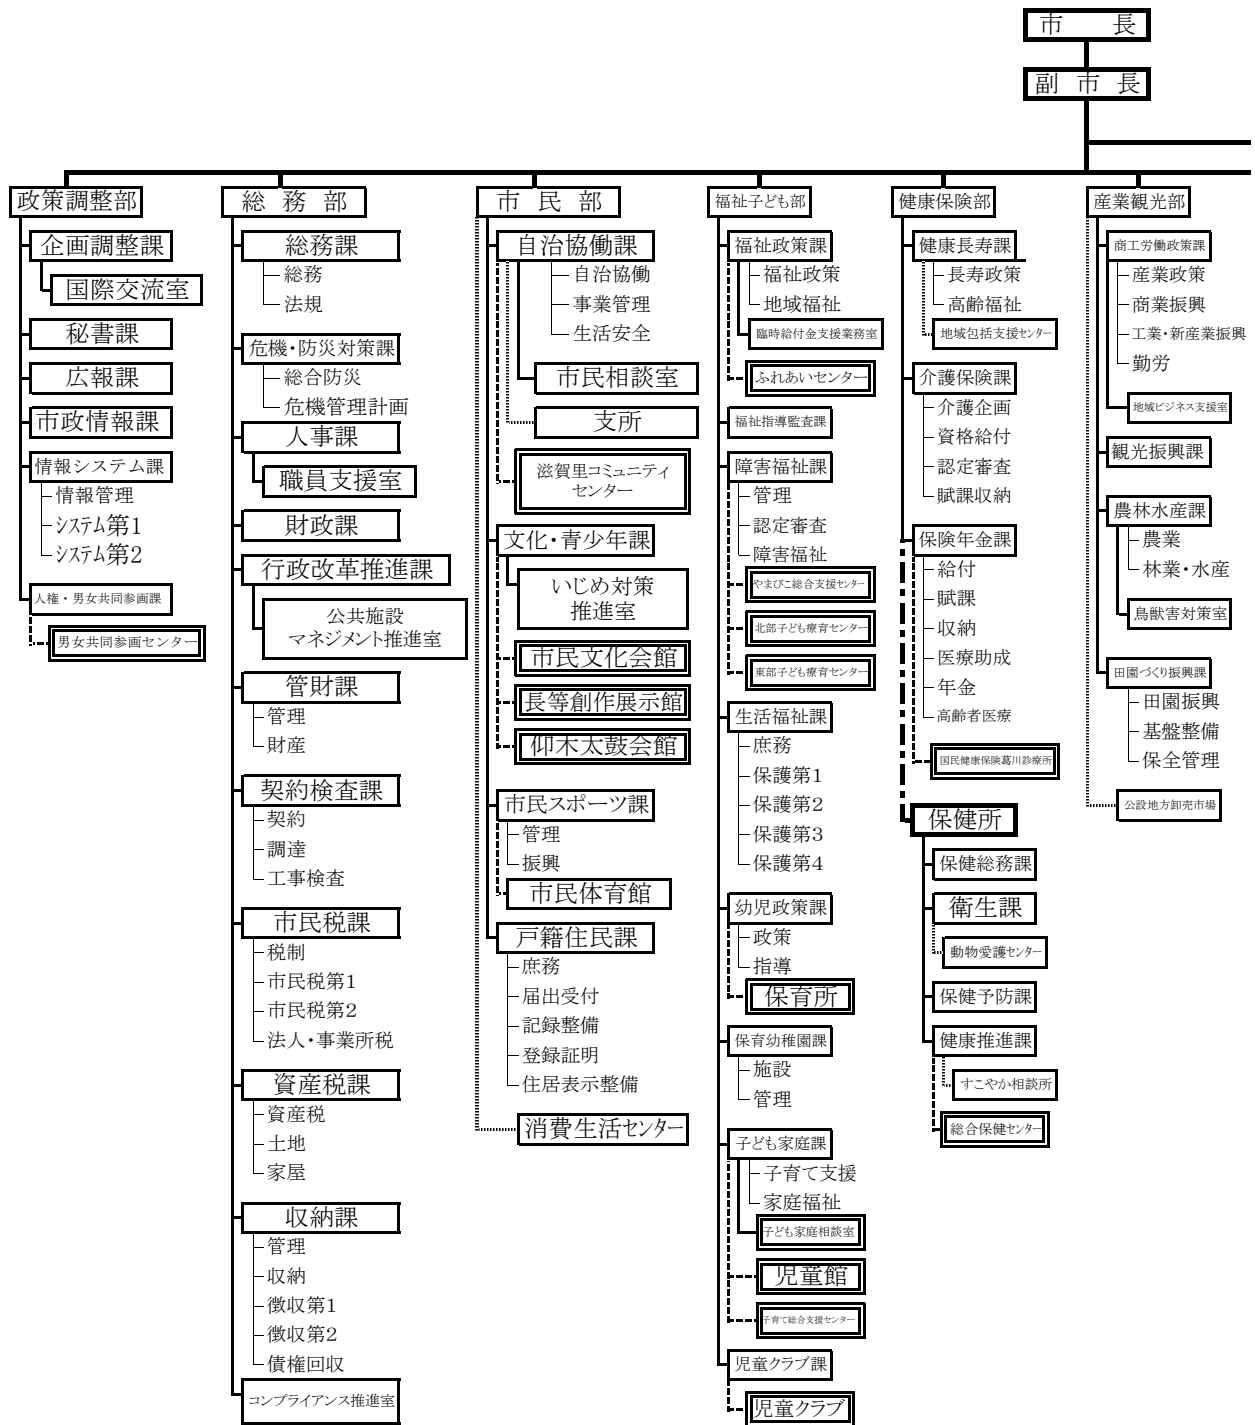 市　　長
副 市 長
政策調整部
企画調整課
国際交流室
秘書課
広報課
市政情報課
情報システム課
情報管理
システム第1
システム第2
人権・男女共同参画課
男女共同参画センター
総 務 部
総務課
総務
法規
危機・防災対策課
総合防災
危機管理計画
人事課
職員支援室
財政課
行政改革推進課
公共施設
マネジメント推進室
管財課
管理
財産
契約検査課
契約
調達
工事検査
市民税課
税制
市民税第1
市民税第2
法人・事業所税
資産税課
資産税
土地
家屋
収納課
管理
収納
徴収第1
徴収第2
債権回収
コンプライアンス推進室
市 民 部
自治協働課
自治協働
事業管理
生活安全
市民相談室
支所
滋賀里コミュニティ
センター
文化・青少年課
いじめ対策
推進室
市民文化会館
長等創作展示館
仰木太鼓会館
市民スポーツ課
管理
振興
市民体育館
戸籍住民課
庶務
届出受付
記録整備
登録証明
住居表示整備
消費生活センター
福祉子ども部
福祉政策課
福祉政策
地域福祉
臨時給付金支援業務室
ふれあいセンター
福祉指導監査課
障害福祉課
管理
認定審査
障害福祉
やまびこ総合支援センター
北部子ども療育センター
東部子ども療育センター
生活福祉課
庶務
保護第1
保護第2
保護第3
保護第4
幼児政策課
政策
指導
保育所
保育幼稚園課
施設
管理
子ども家庭課
子育て支援
家庭福祉
子ども家庭相談室
児童館
子育て総合支援センター
児童クラブ課
児童クラブ
健康保険部
健康長寿課
長寿政策
高齢福祉
地域包括支援センター
介護保険課
介護企画
資格給付
認定審査
賦課収納
保険年金課
給付
賦課
収納
医療助成
年金
高齢者医療
国民健康保険葛川診療所
保健所
保健総務課
衛生課
動物愛護センター
保健予防課
健康推進課
すこやか相談所
総合保健センター
産業観光部
商工労働政策課
産業政策
商業振興
工業・新産業振興
勤労
地域ビジネス支援室
観光振興課
農林水産課
農業
林業・水産
鳥獣害対策室
田園づくり振興課
田園振興
基盤整備
保全管理
公設地方卸売市場